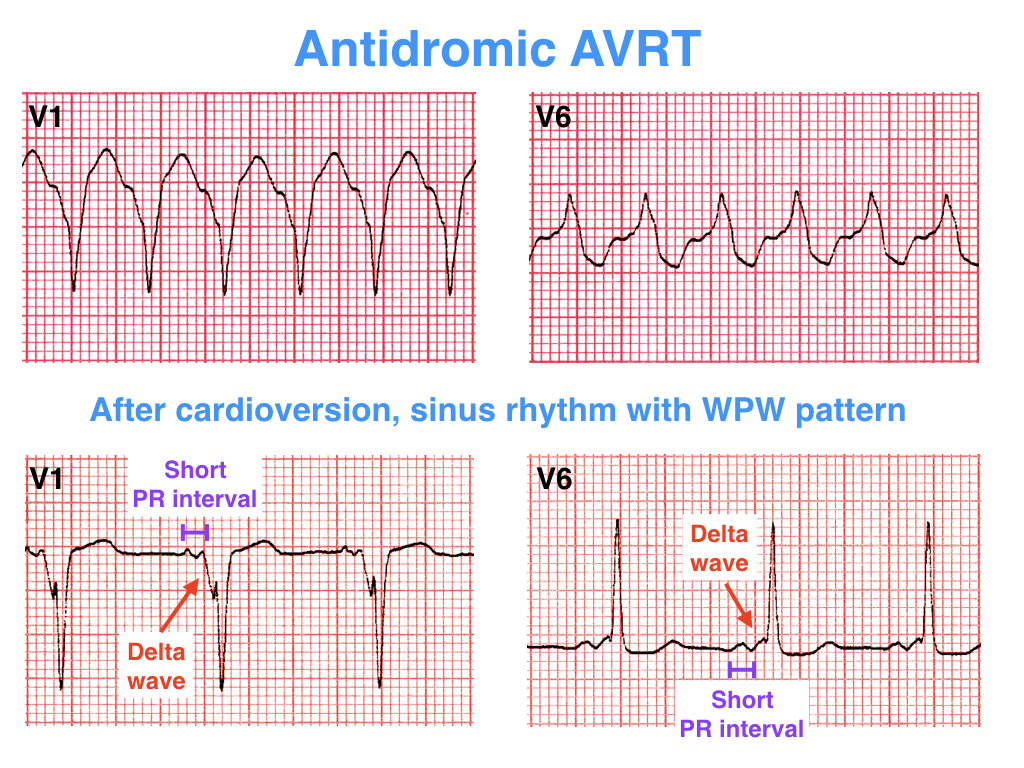 Antidromic AVRT
V1
V6
After cardioversion, sinus rhythm with WPW pattern
V1
Short
PR interval
Delta
wave
V6
Delta
wave
Short
PR interval